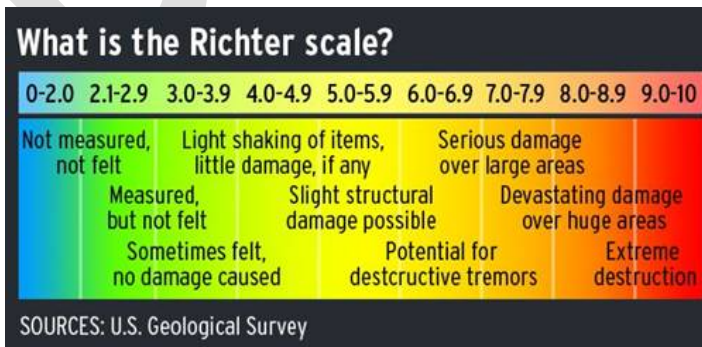 What is the Richter scale?
0-2.0 2.1-2.9 3.0-3.9 4.0-4.9 5.0-5.9 6.0-6.9 7.0-7.9 8.0-8.9 9.0-10
Not measured,
not felt
Measured,
but not felt
Sometimes felt,
no damage caused
Light shaking of items,
little damage, if any
Slight structural
damage possible
Potential for
destcructive tremors
Serious damage
over large areas
Devastating damage
over huge areas
Extreme
destruction
SOURCES: U.S. Geological Survey